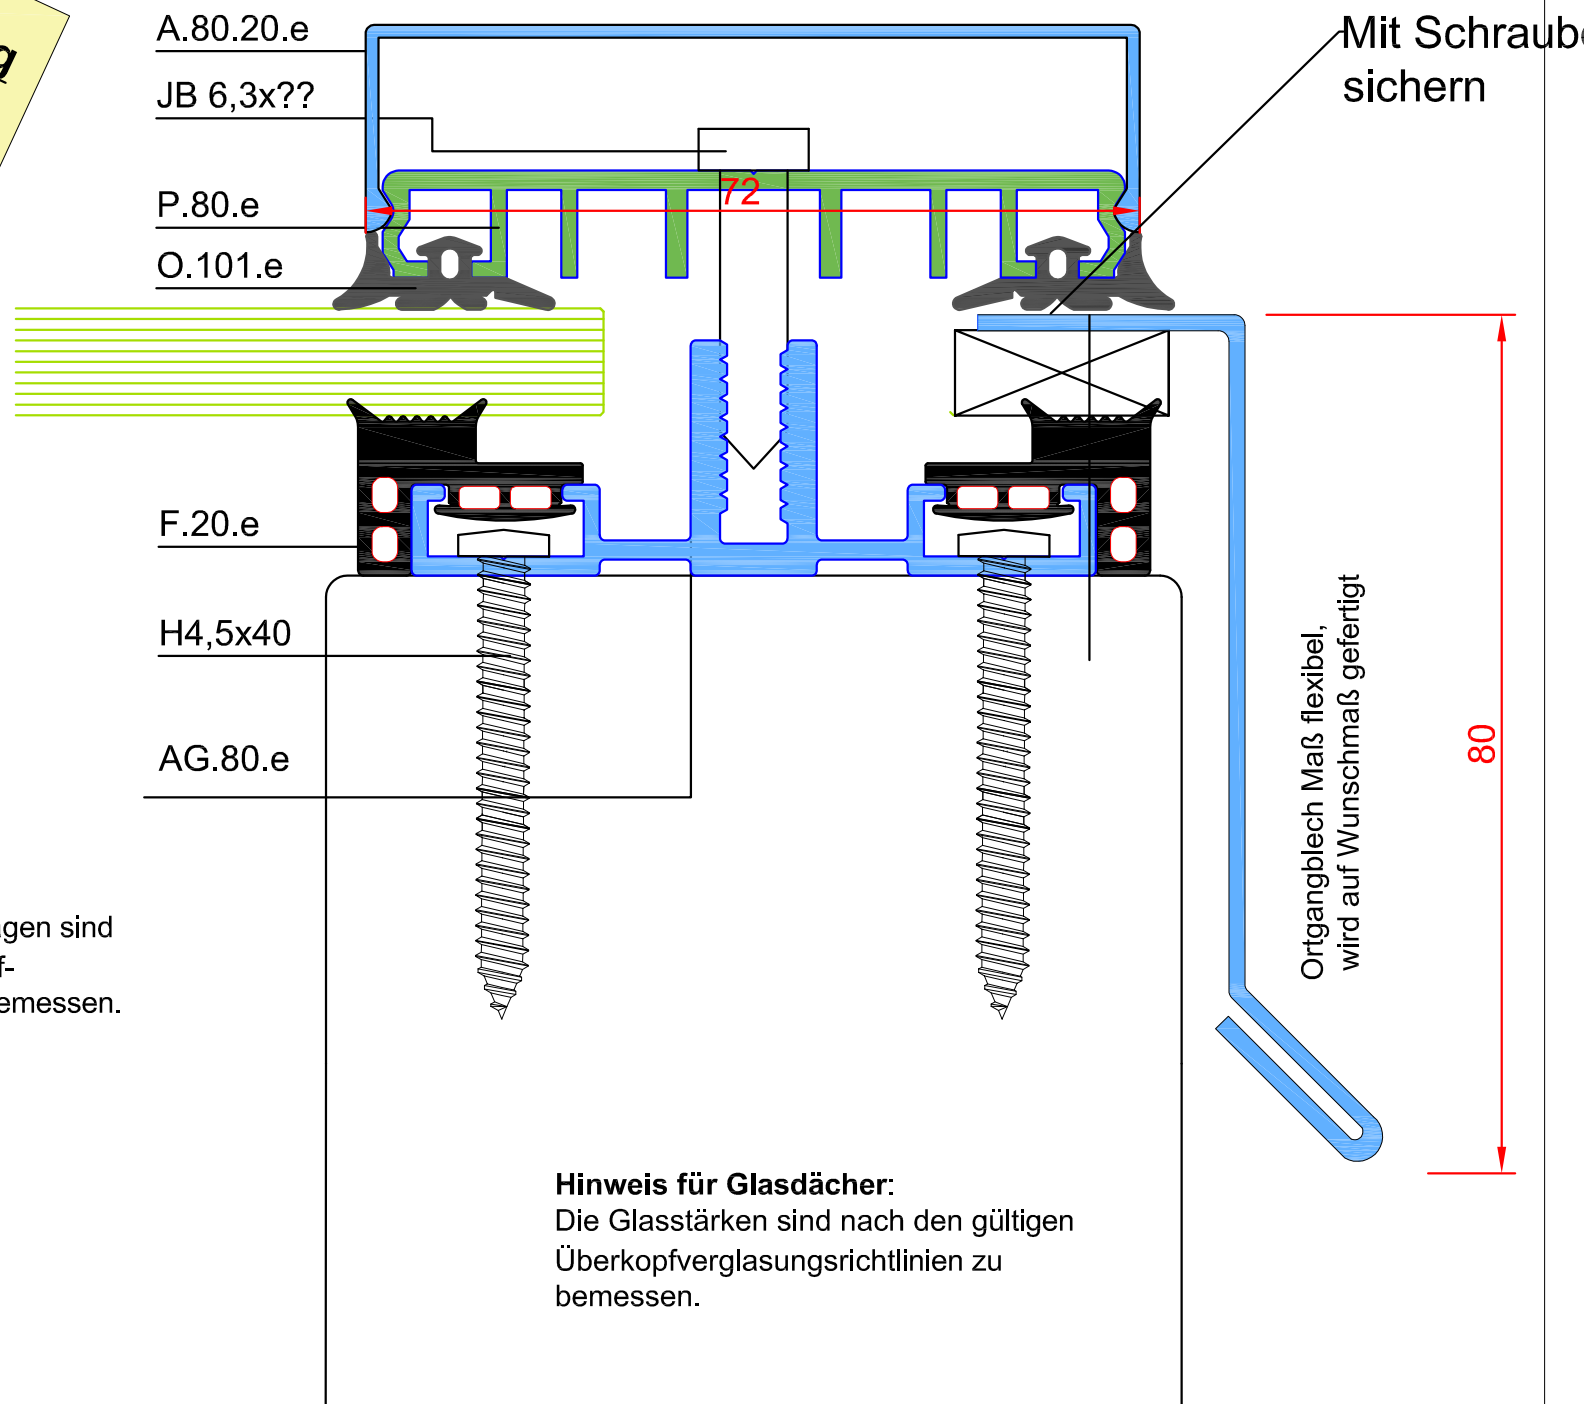 A.80.20.e
JB 6,3x??
P.80.e
O.101.e
F.20.e
H4,5x40
AG.80.e
72
Mit Schraube
sichern
80
Ortgangblech Maß flexibel,
wird auf Wunschmaß gefertigt
gen sind
f-
emessen.
Hinweis für Glasdächer:
Die Glasstärken sind nach den gültigen
Überkopfverglasungsrichtlinien zu
bemessen.